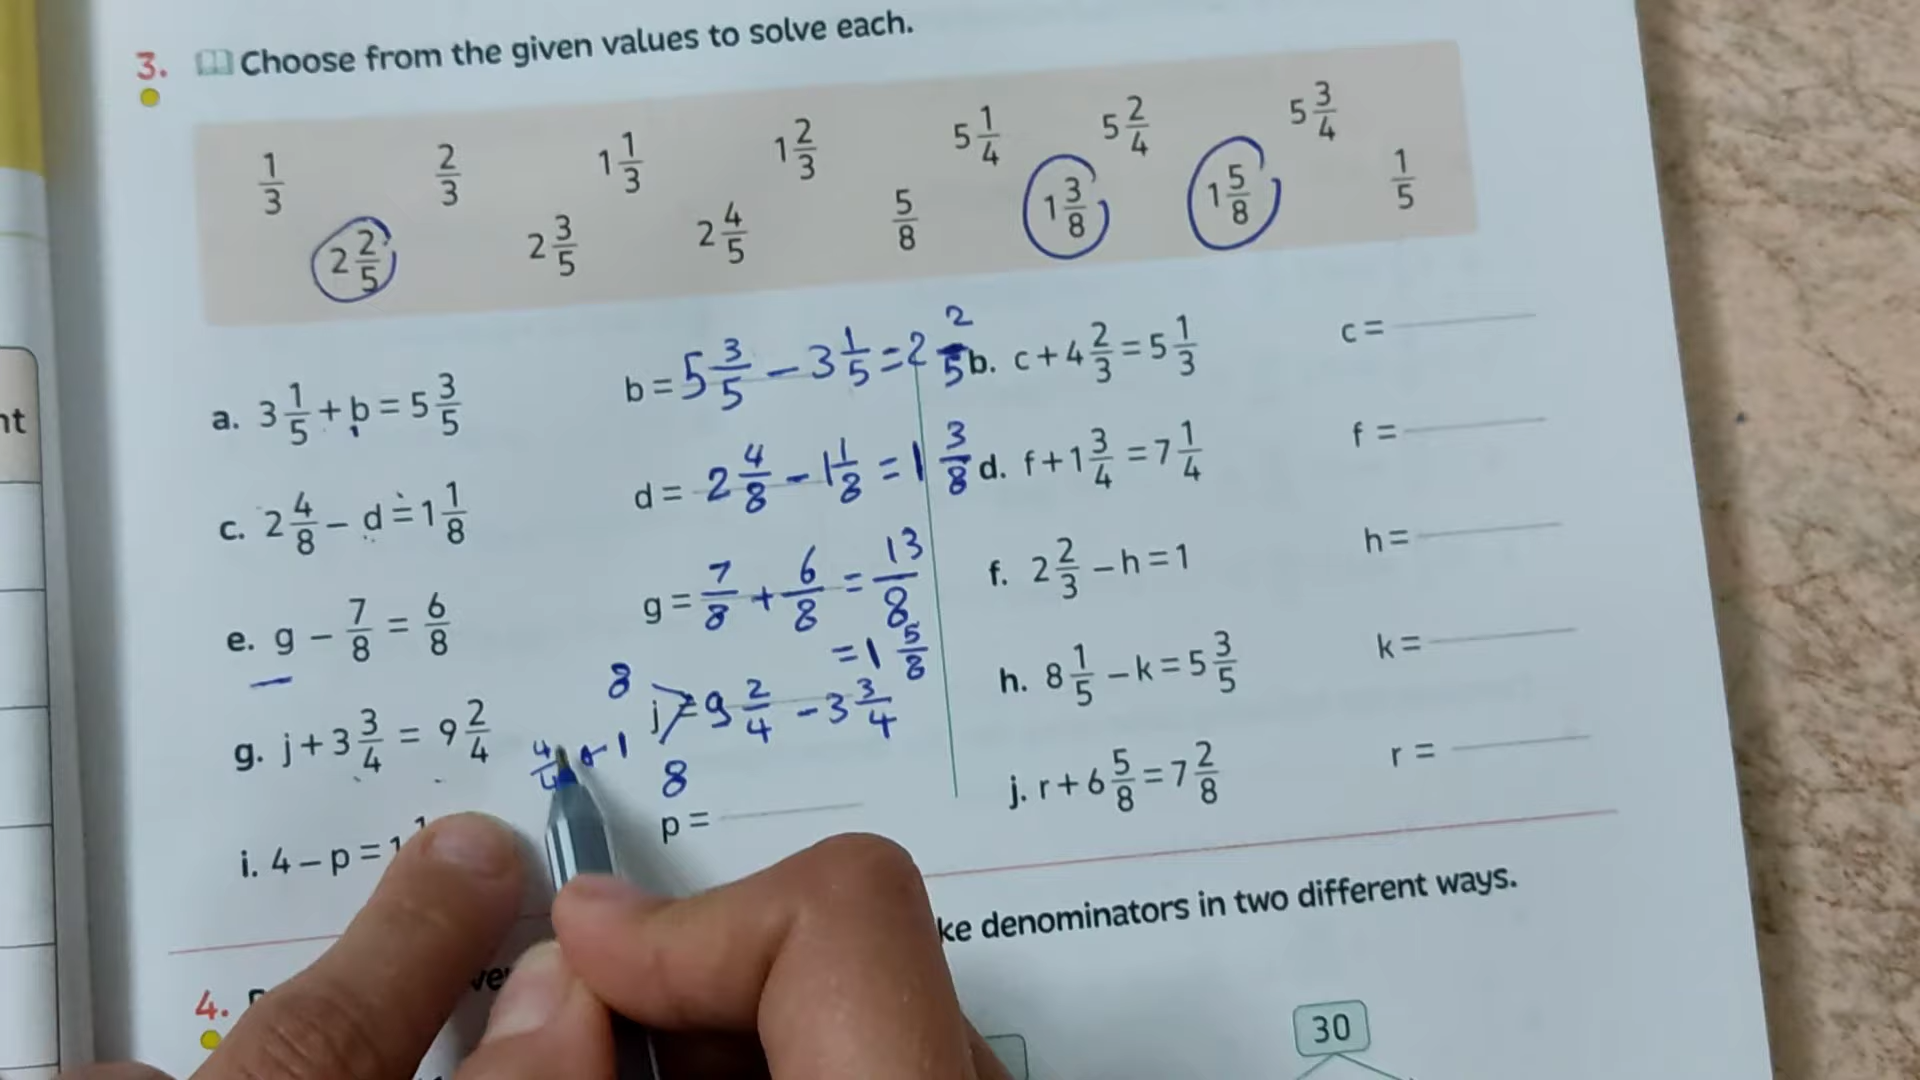 3. Choose from the given values to solve each.
1/3 2/3 1 1/3 1 2/3 5 1/4 5 2/4 5 3/4
2 2/5 2 3/5 2 4/5 5/8 1 3/8 1 5/8 1/5
a. 3 1/5 + b = 5 3/5 b = 5 3/5 - 3 1/5 = 2 2/5
b. c + 4 2/3 = 5 1/3 c =
c. 2 4/8 - d = 1 1/8 d = 2 4/8 - 1 1/8 = 1 3/8
d. f + 1 3/4 = 7 1/4 f =
e. g - 7/8 = 6/8 g = 7/8 + 6/8 = 13/8
= 1 5/8
f. 2 2/3 - h = 1 h =
g. j + 3 3/4 = 9 2/4 j = 9 2/4 - 3 3/4
8
4/4 ← 1
8
h. 8 1/5 - k = 5 3/5 k =
i. 4 - p = 1 p =
j. r + 6 5/8 = 7 2/8 r =
4.
denominators in two different ways.
30